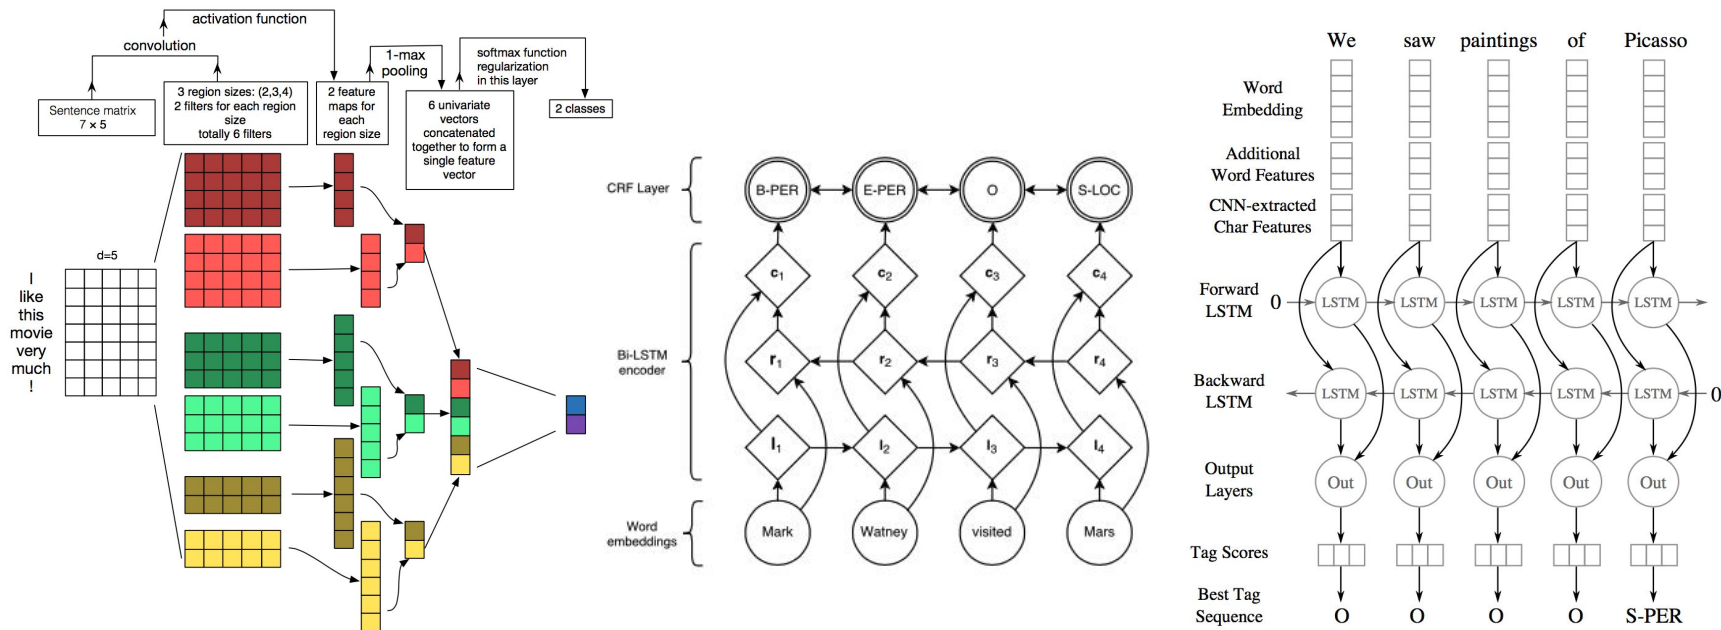 activation function
convolution
1-max
pooling
softmax function
regularization
in this layer
Sentence matrix
7 × 5
3 region sizes: (2,3,4)
2 filters for each region
size
totally 6 filters
2 feature
maps for
each
region size
6 univariate
vectors
concatenated
together to form a
single feature
vector
2 classes
d=5
I
like
this
movie
very
much
!
CRF Layer
B-PER
E-PER
O
S-LOC
c1
c2
c3
c4
Bi-LSTM
encoder
r1
r2
r3
r4
l1
l2
l3
l4
Word
embeddings
Mark
Watney
visited
Mars
We saw paintings of Picasso
Word
Embedding
Additional
Word Features
CNN-extracted
Char Features
Forward
LSTM
0
LSTM LSTM LSTM LSTM LSTM
Backward
LSTM
LSTM LSTM LSTM LSTM LSTM
0
Output
Layers
Out Out Out Out Out
Tag Scores
Best Tag
Sequence
O O O O S-PER